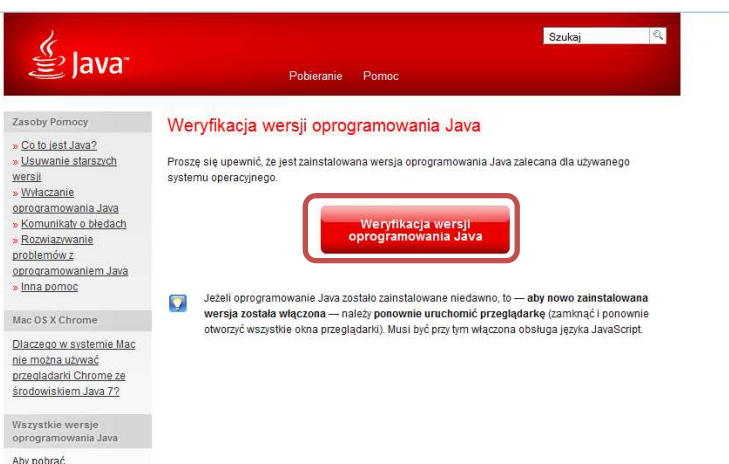 Java™
Szukaj
Pobieranie Pomoc
Zasoby Pomocy
» Co to jest Java?
» Usuwanie starszych
wersji
» Wyłączanie
oprogramowania Java
» Komunikaty o błędach
» Rozwiązywanie
problemów z
oprogramowaniem Java
» Inna pomoc
Mac OS X Chrome
Dlaczego w systemie Mac
nie można używać
przeglądarki Chrome ze
środowiskiem Java 7?
Wszystkie wersje
oprogramowania Java
Aby pobrać
Weryfikacja wersji oprogramowania Java
Proszę się upewnić, że jest zainstalowana wersja oprogramowania Java zalecana dla używanego
systemu operacyjnego.
Weryfikacja wersji
oprogramowania Java
Jeżeli oprogramowanie Java zostało zainstalowane niedawno, to — aby nowo zainstalowana
wersja została włączona — należy ponownie uruchomić przeglądarkę (zamknąć i ponownie
otworzyć wszystkie okna przeglądarki). Musi być przy tym włączona obsługa języka JavaScript.